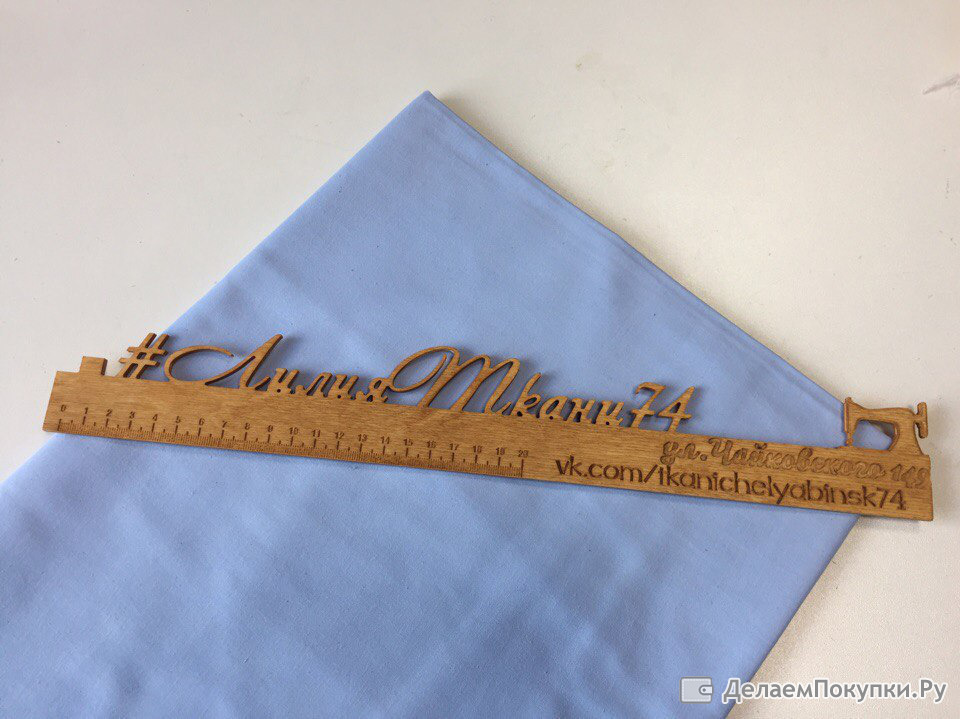 #ЛилияТкани74
0 1 2 3 4 5 6 7 8 9 10 11 12 13 14 15 16 17 18 19 20
ул.Чайковского
vk.com/tkanichelyabinsk74
ДелаемПокупки.Ру